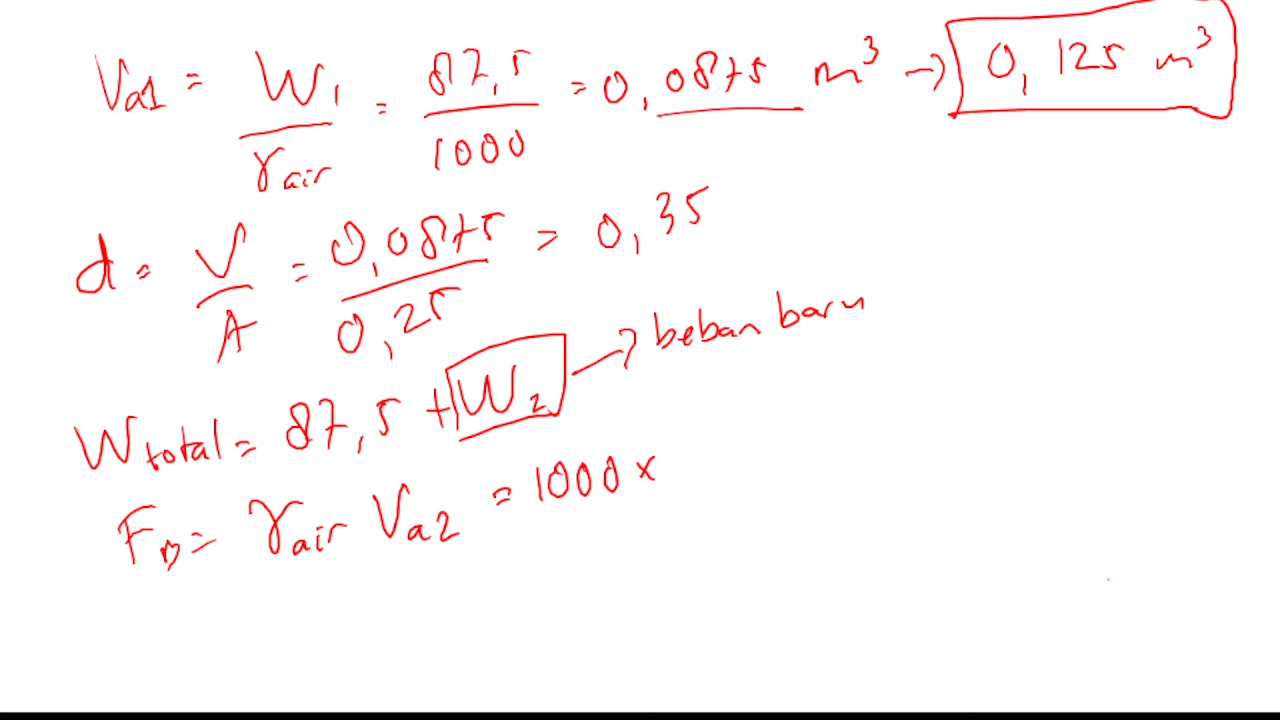 Va1 = W1 / γair = 87,5 / 1000 = 0,0875 m³ → 0,125 m³
d = V / A = 0,0875 / 0,25 = 0,35
Wtotal = 87,5 + W2 → beban baru
FB = γair Va2 = 1000 x